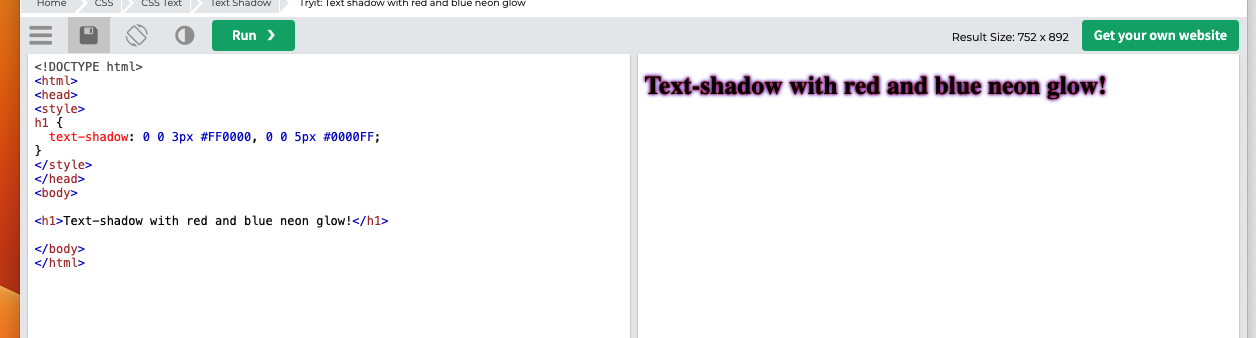 Home CSS CSS Text Text Shadow Tryit: Text shadow with red and blue neon glow
Run ❯ Result Size: 752 x 892 Get your own website
<!DOCTYPE html>
<html>
<head>
<style>
h1 {
  text-shadow: 0 0 3px #FF0000, 0 0 5px #0000FF;
}
</style>
</head>
<body>
<h1>Text-shadow with red and blue neon glow!</h1>
</body>
</html>
Text-shadow with red and blue neon glow!